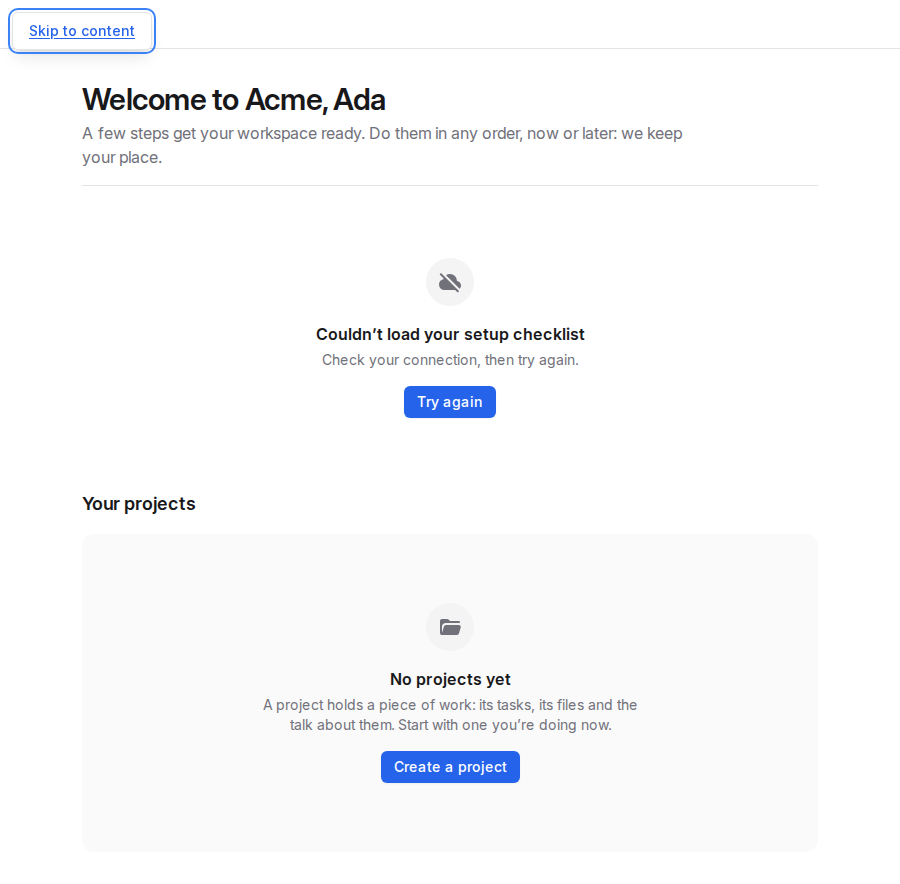 Skip to content
Welcome to Acme, Ada
A few steps get your workspace ready. Do them in any order, now or later: we keep
your place.
Couldn’t load your setup checklist
Check your connection, then try again.
Try again
Your projects
No projects yet
A project holds a piece of work: its tasks, its files and the
talk about them. Start with one you’re doing now.
Create a project